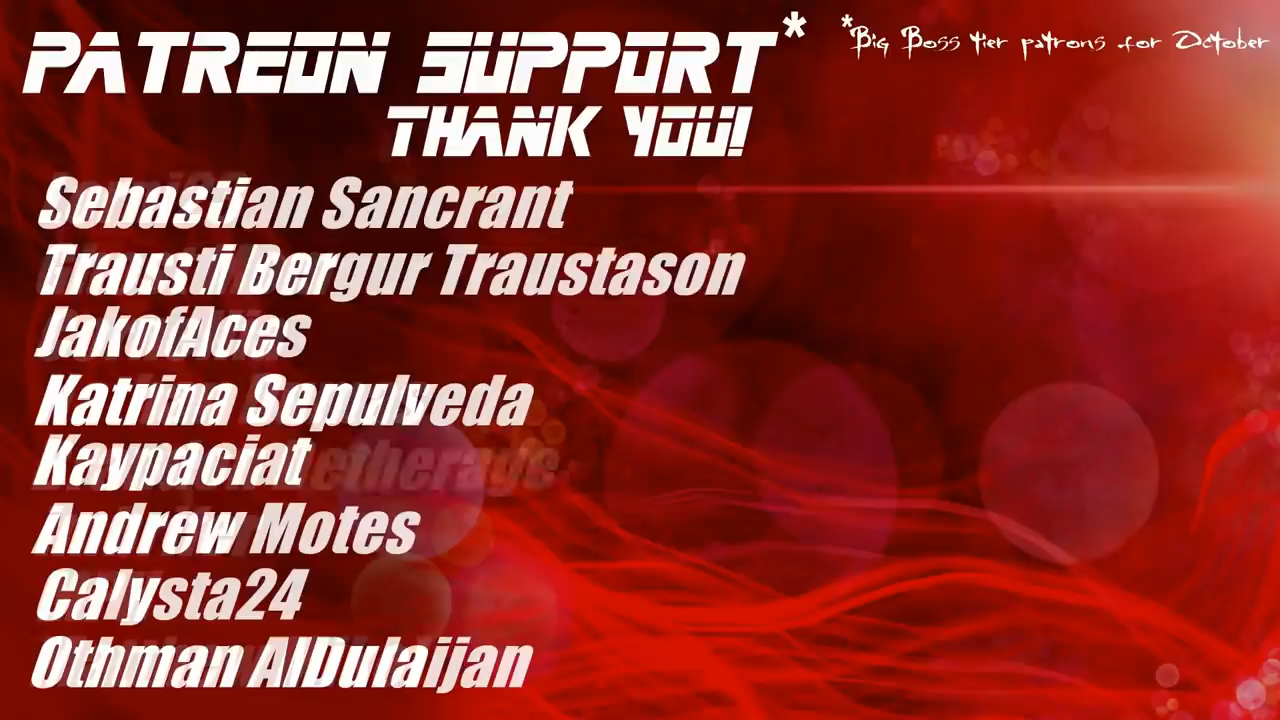 PATREON SUPPORT*
*Big Boss tier patrons for October
THANK YOU!
Sebastian Sancrant
Trausti Bergur Traustason
JakofAces
Katrina Sepulveda
Kaypaciat
Andrew Motes
Calysta24
Othman AlDulaijan